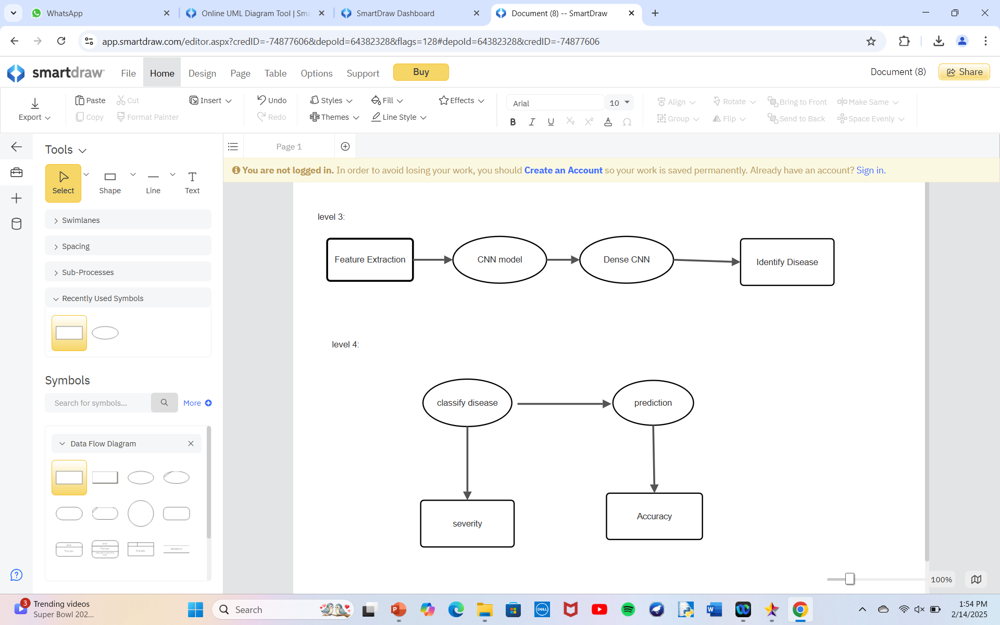 WhatsApp
Online UML Diagram Tool | Sma
SmartDraw Dashboard
Document (8) -- SmartDraw
app.smartdraw.com/editor.aspx?credID=-74877606&depoId=64382328&flags=128#depoId=64382328&credID=-74877606
smartdraw
File Home Design Page Table Options Support Buy
Document (8) Share
Export
Paste Cut Insert
Copy Format Painter
Undo
Redo
Styles Fill Effects
Themes Line Style
Arial 10
B I U X₂ X² A Ω
Align Rotate Bring to Front Make Same
Group Flip Send to Back Space Evenly
Tools
Select Shape Line Text
Swimlanes
Spacing
Sub-Processes
Recently Used Symbols
Symbols
Search for symbols... More
Data Flow Diagram
Page 1
You are not logged in. In order to avoid losing your work, you should Create an Account so your work is saved permanently. Already have an account? Sign in.
level 3:
Feature Extraction CNN model Dense CNN Identify Disease
level 4:
classify disease prediction
severity Accuracy
100%
3
Trending videos
Super Bowl 202...
Search
DELL
1:54 PM
2/14/2025